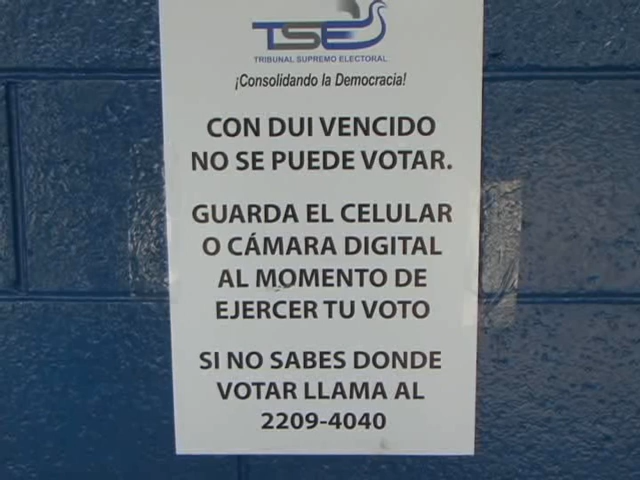 TSE
TRIBUNAL SUPREMO ELECTORAL
¡Consolidando la Democracia!
CON DUI VENCIDO
NO SE PUEDE VOTAR.
GUARDA EL CELULAR
O CÁMARA DIGITAL
AL MOMENTO DE
EJERCER TU VOTO
SI NO SABES DONDE
VOTAR LLAMA AL
2209-4040